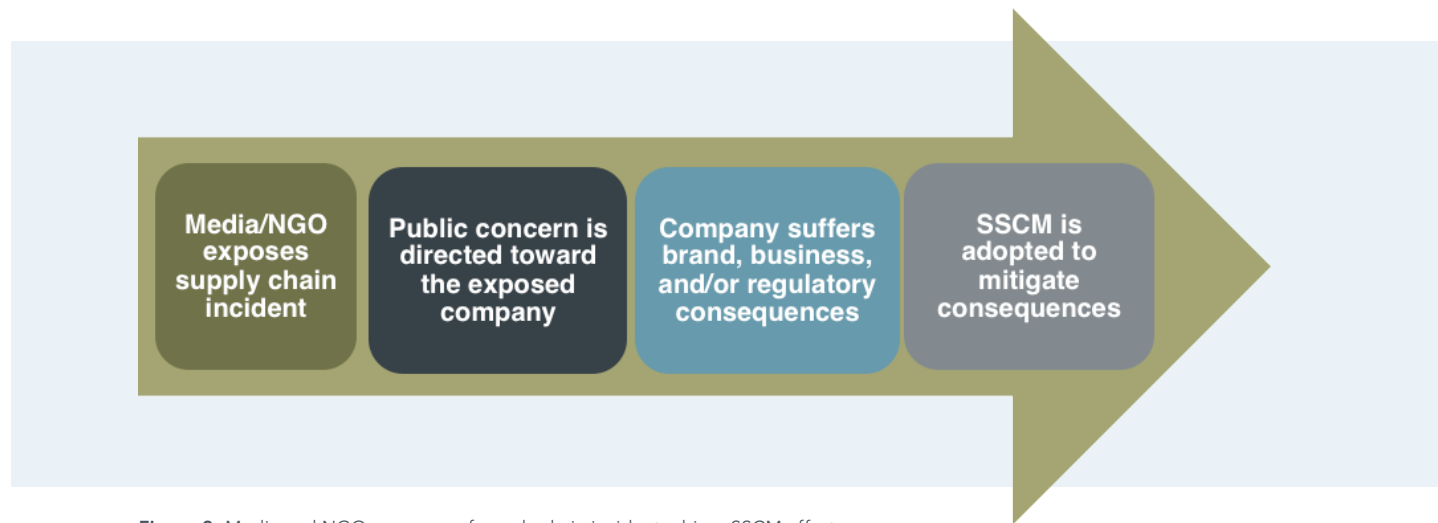 Media/NGO
exposes
supply chain
incident
Public concern is
directed toward
the exposed
company
Company suffers
brand, business,
and/or regulatory
consequences
SSCM is
adopted to
mitigate
consequences